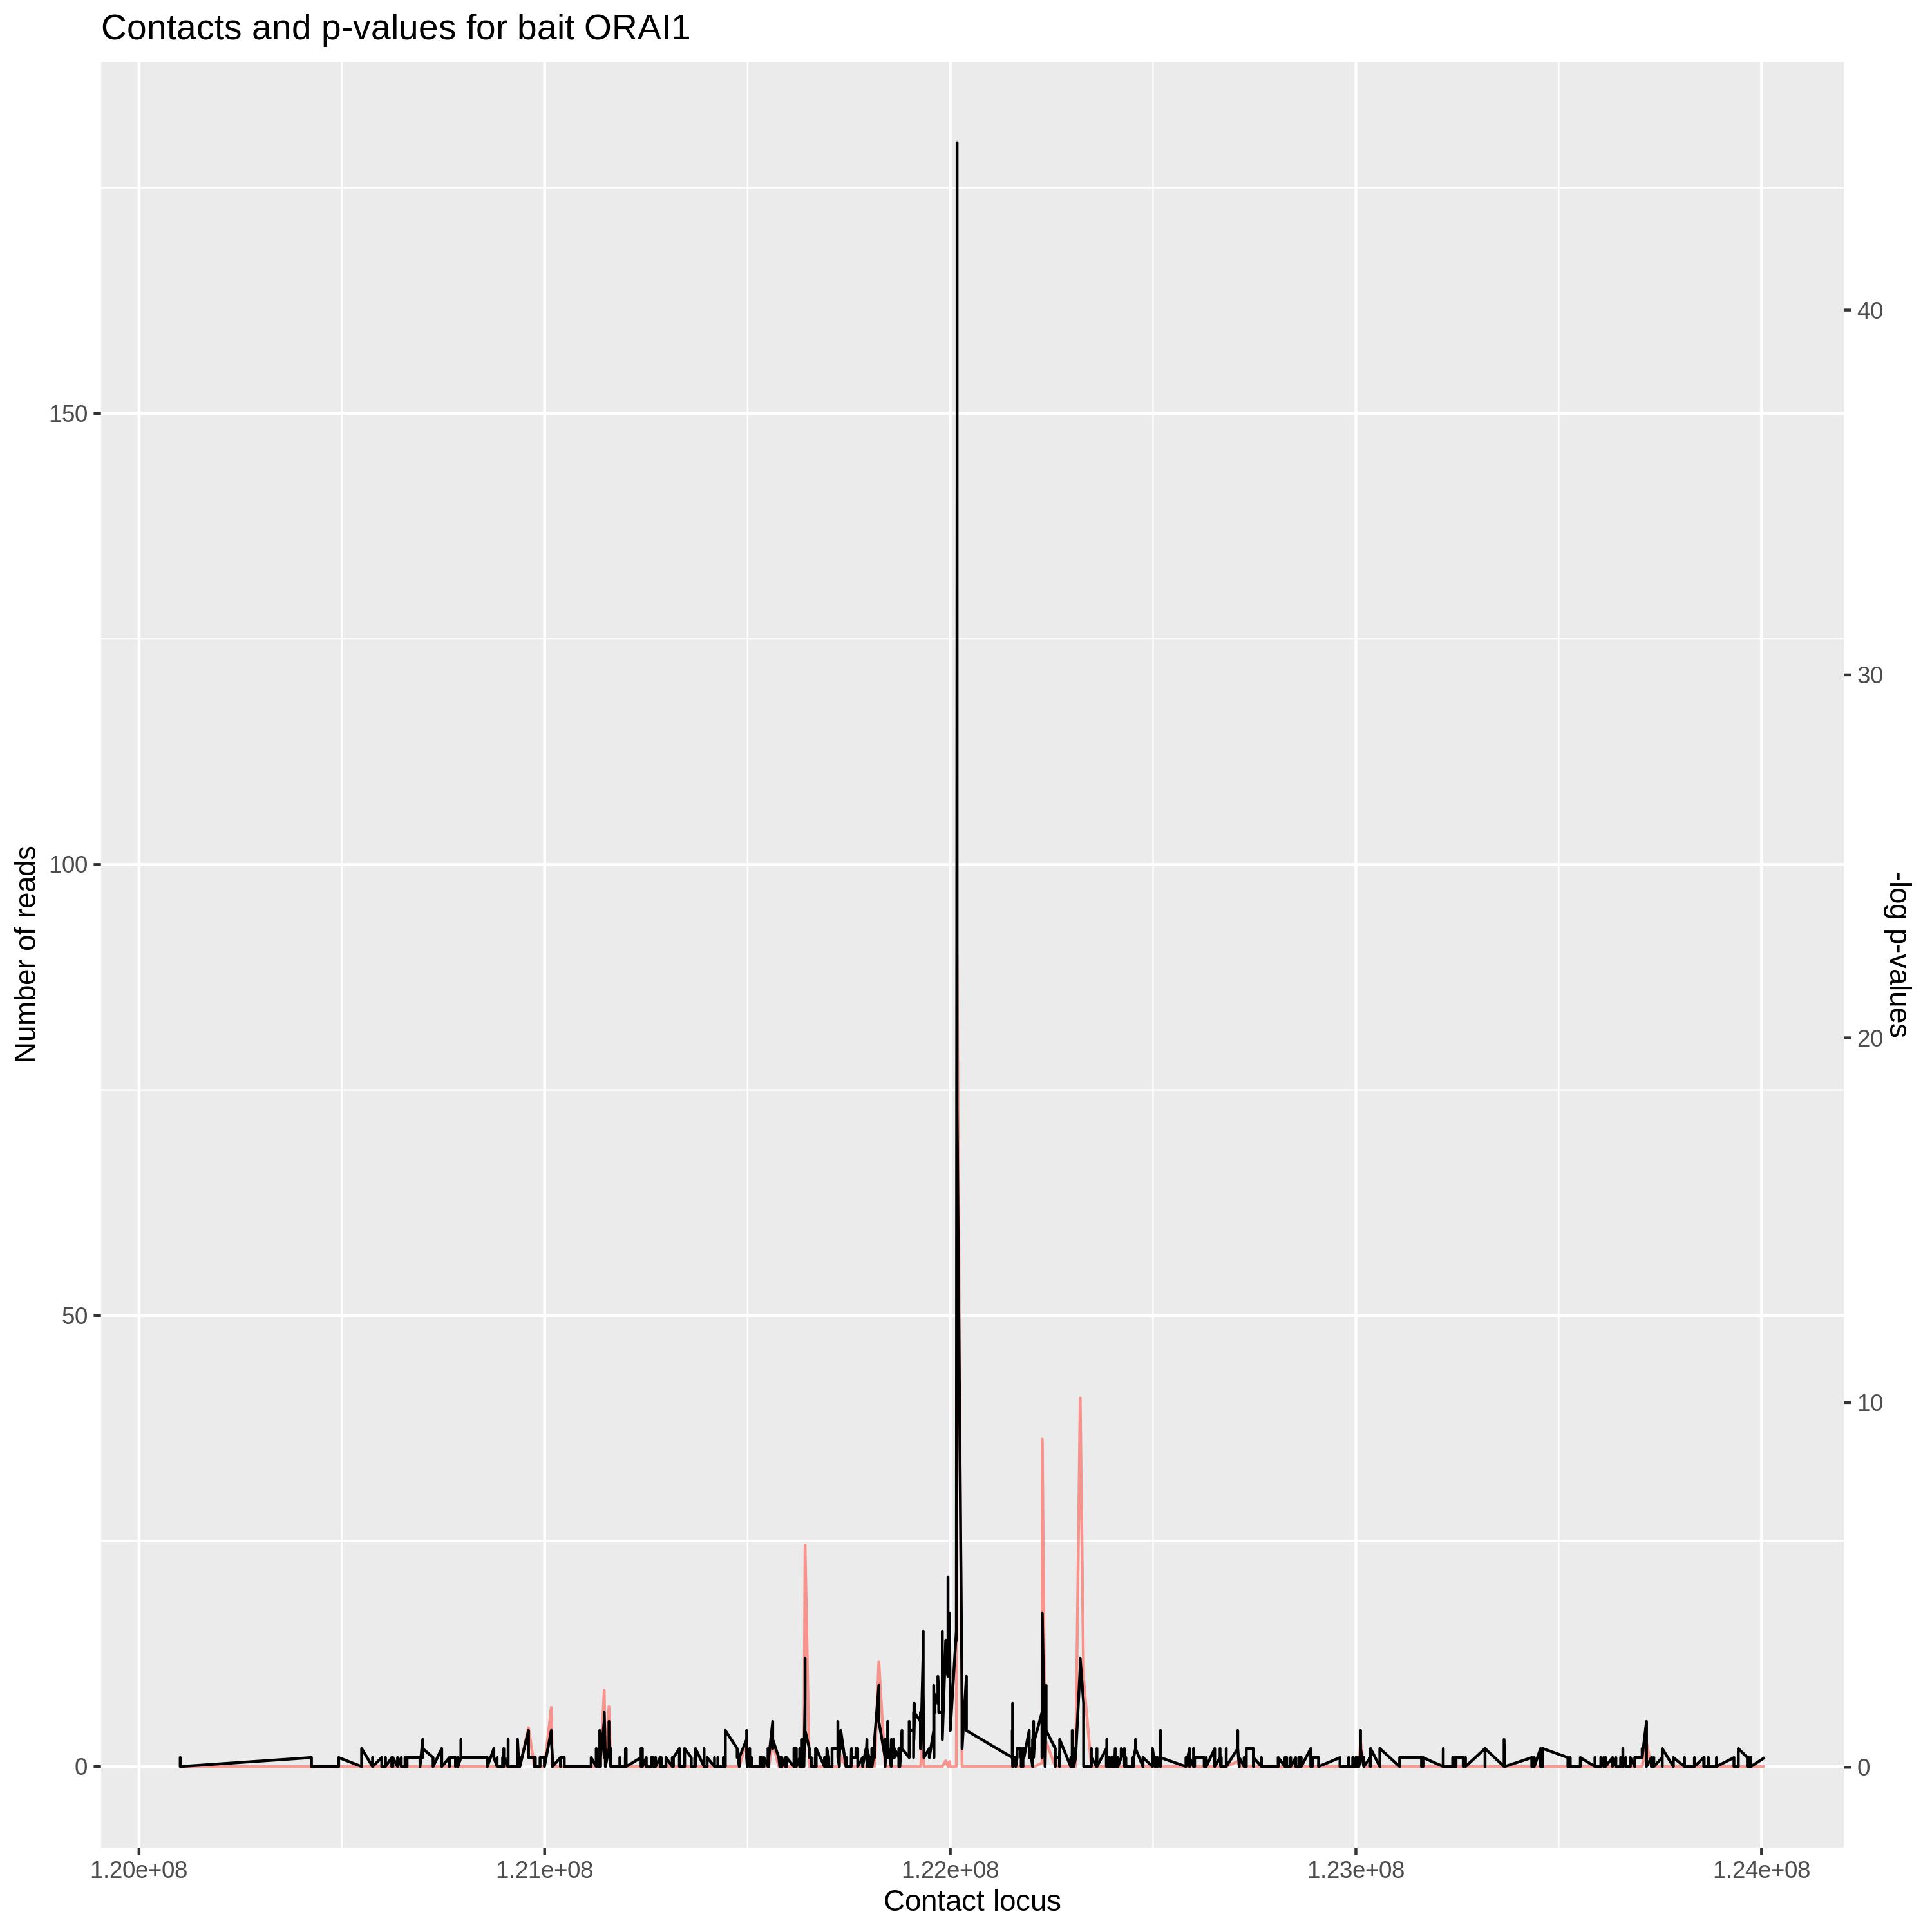 Contacts and p-values for bait ORAI1
Number of reads
150
100
50
0
40
30
20
10
0
-log p-values
1.20e+08
1.21e+08
1.22e+08
1.23e+08
1.24e+08
Contact locus